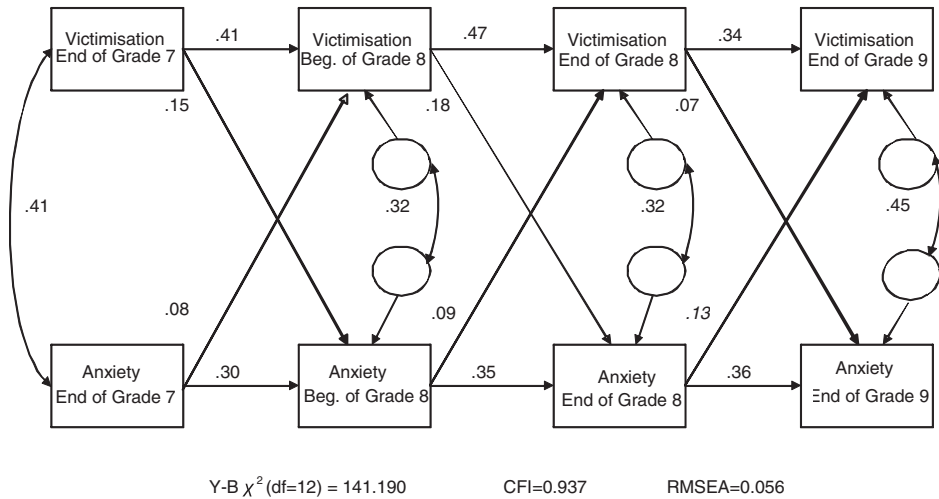 Victimisation
End of Grade 7
.41
Victimisation
Beg. of Grade 8
.47
Victimisation
End of Grade 8
.34
Victimisation
End of Grade 9
.15
.18
.07
.41
.32
.32
.45
.08
.09
.13
Anxiety
End of Grade 7
.30
Anxiety
Beg. of Grade 8
.35
Anxiety
End of Grade 8
.36
Anxiety
End of Grade 9
Y-B χ² (df=12) = 141.190
CFI=0.937
RMSEA=0.056